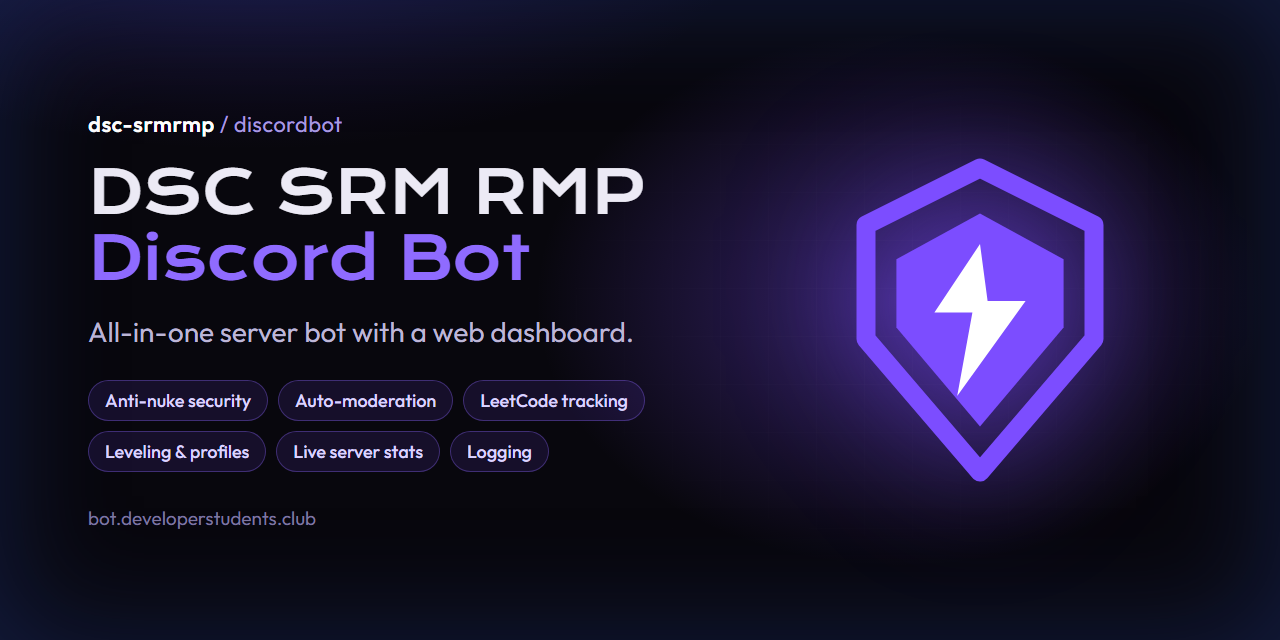 dsc-srmrmp / discordbot
DSC SRM RMP
Discord Bot
All-in-one server bot with a web dashboard.
Anti-nuke security Auto-moderation LeetCode tracking
Leveling & profiles Live server stats Logging
bot.developerstudents.club